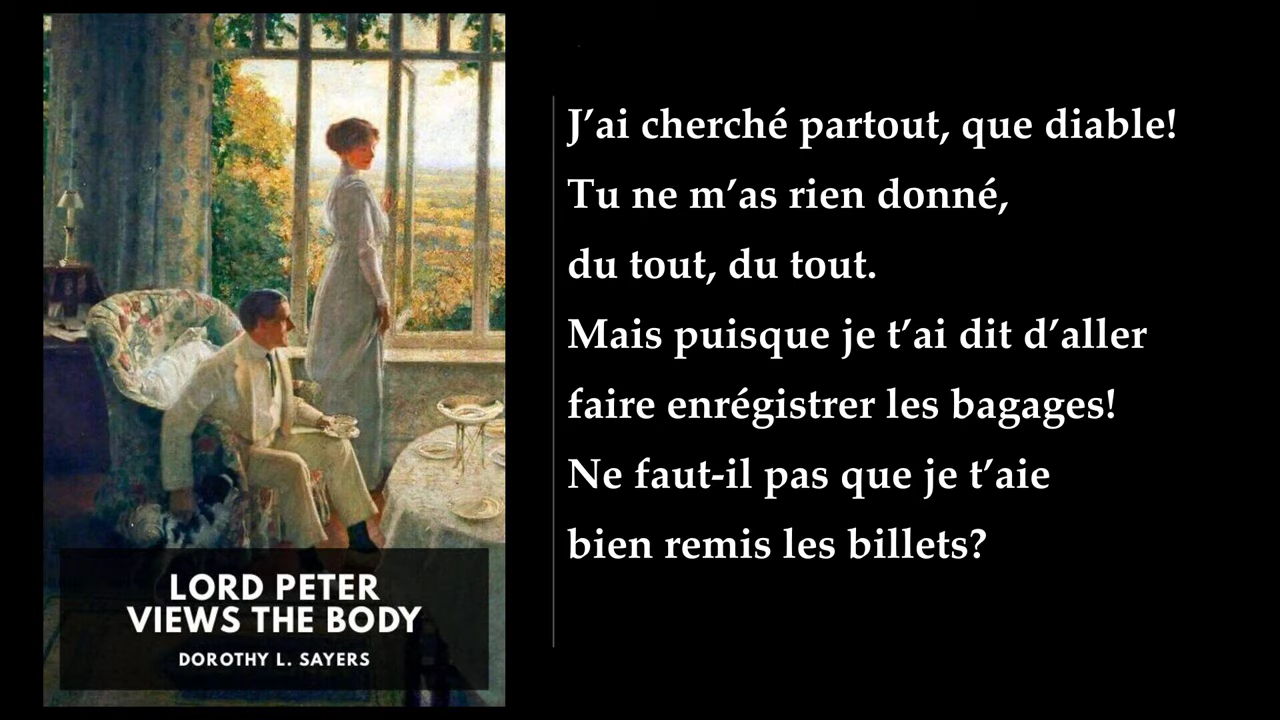 LORD PETER
VIEWS THE BODY
DOROTHY L. SAYERS
J’ai cherché partout, que diable!
Tu ne m’as rien donné,
du tout, du tout.
Mais puisque je t’ai dit d’aller
faire enrégistrer les bagages!
Ne faut-il pas que je t’aie
bien remis les billets?